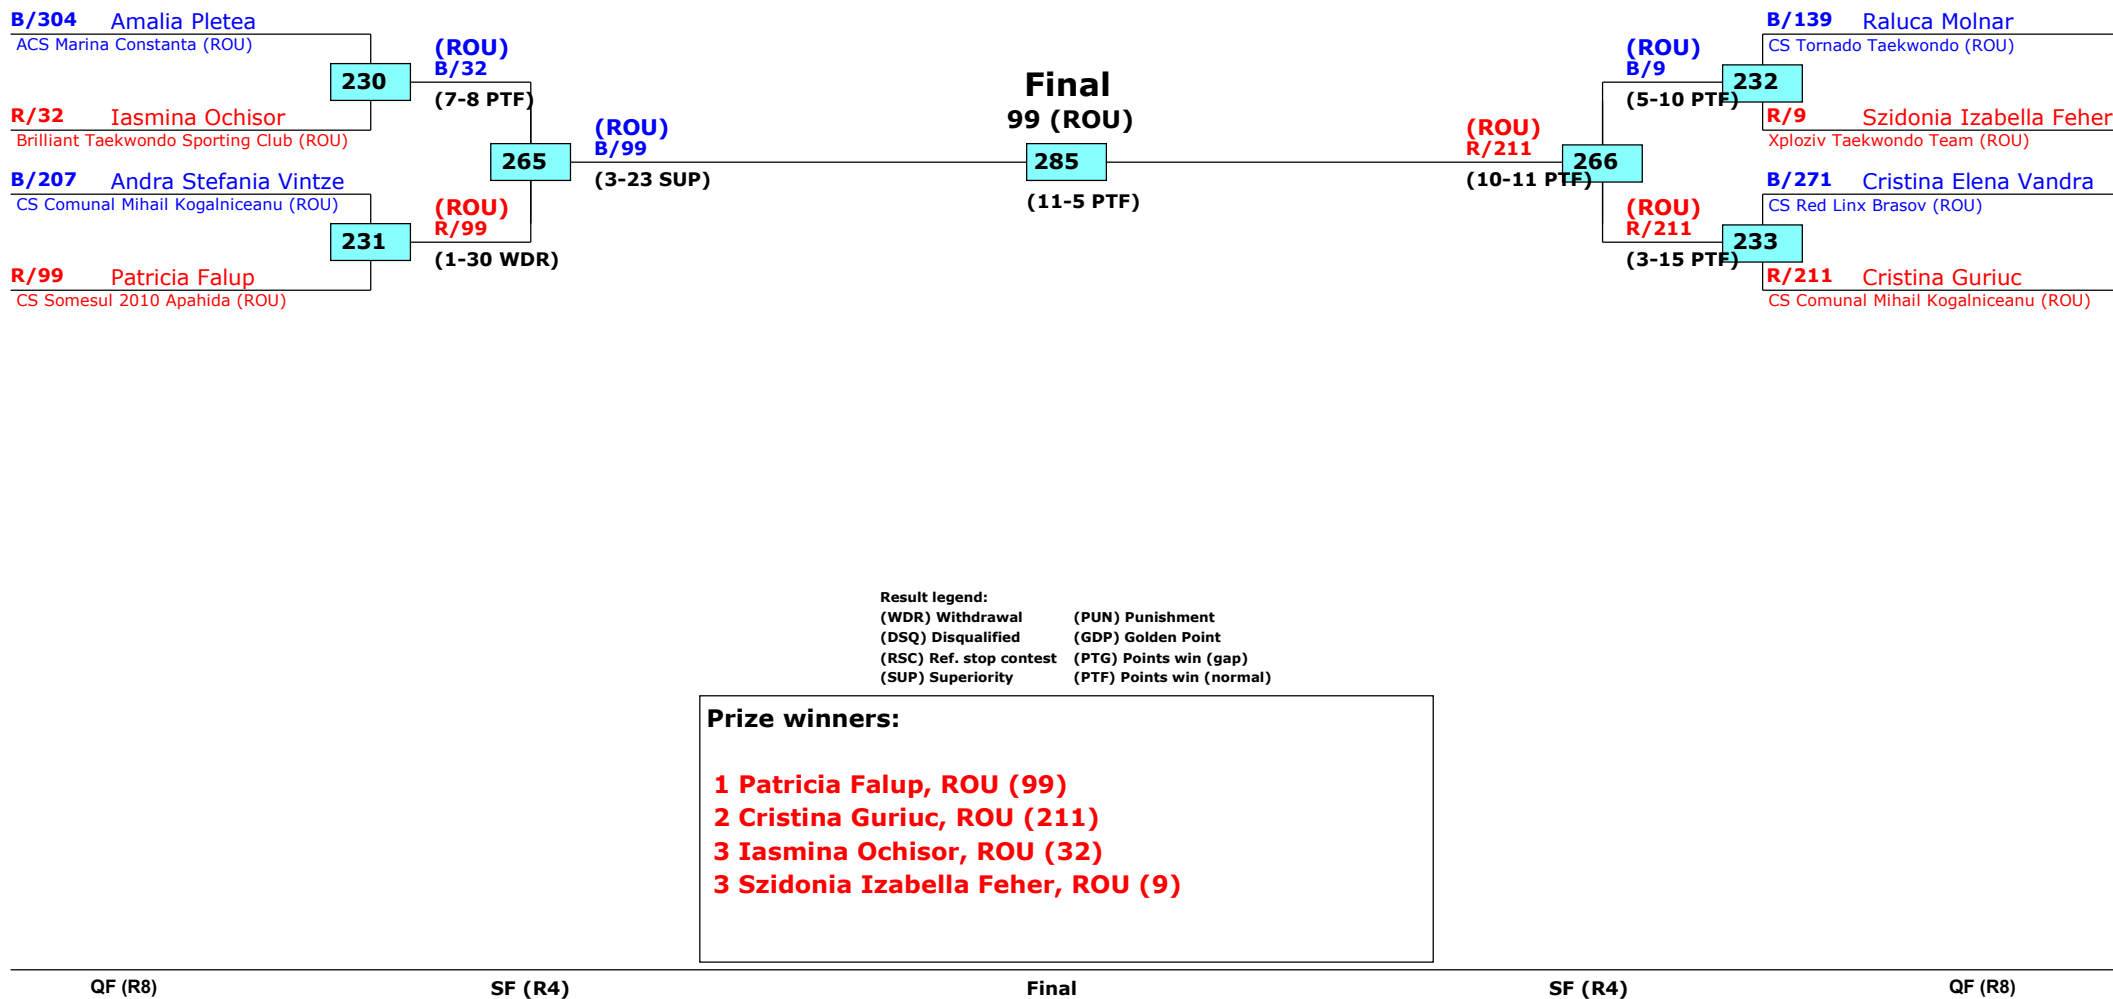 B/304 Amalia Pletea
ACS Marina Constanta (ROU)
230
R/32 Iasmina Ochisor
Brilliant Taekwondo Sporting Club (ROU)
B/207 Andra Stefania Vintze
CS Comunal Mihail Kogalniceanu (ROU)
231
R/99 Patricia Falup
CS Somesul 2010 Apahida (ROU)
(ROU)
B/32
(7-8 PTF)
265
(ROU)
R/99
(1-30 WDR)
(ROU)
B/99
(3-23 SUP)
Final
99 (ROU)
285
(11-5 PTF)
(ROU)
R/211
266
(10-11 PTF)
(ROU)
B/9
232
(5-10 PTF)
(ROU)
R/211
233
(3-15 PTF)
B/139 Raluca Molnar
CS Tornado Taekwondo (ROU)
R/9 Szidonia Izabella Feher
Xploziv Taekwondo Team (ROU)
B/271 Cristina Elena Vandra
CS Red Linx Brasov (ROU)
R/211 Cristina Guriuc
CS Comunal Mihail Kogalniceanu (ROU)
Result legend:
(WDR) Withdrawal (PUN) Punishment
(DSQ) Disqualified (GDP) Golden Point
(RSC) Ref. stop contest (PTG) Points win (gap)
(SUP) Superiority (PTF) Points win (normal)
Prize winners:
1 Patricia Falup, ROU (99)
2 Cristina Guriuc, ROU (211)
3 Iasmina Ochisor, ROU (32)
3 Szidonia Izabella Feher, ROU (9)
QF (R8) SF (R4) Final SF (R4) QF (R8)